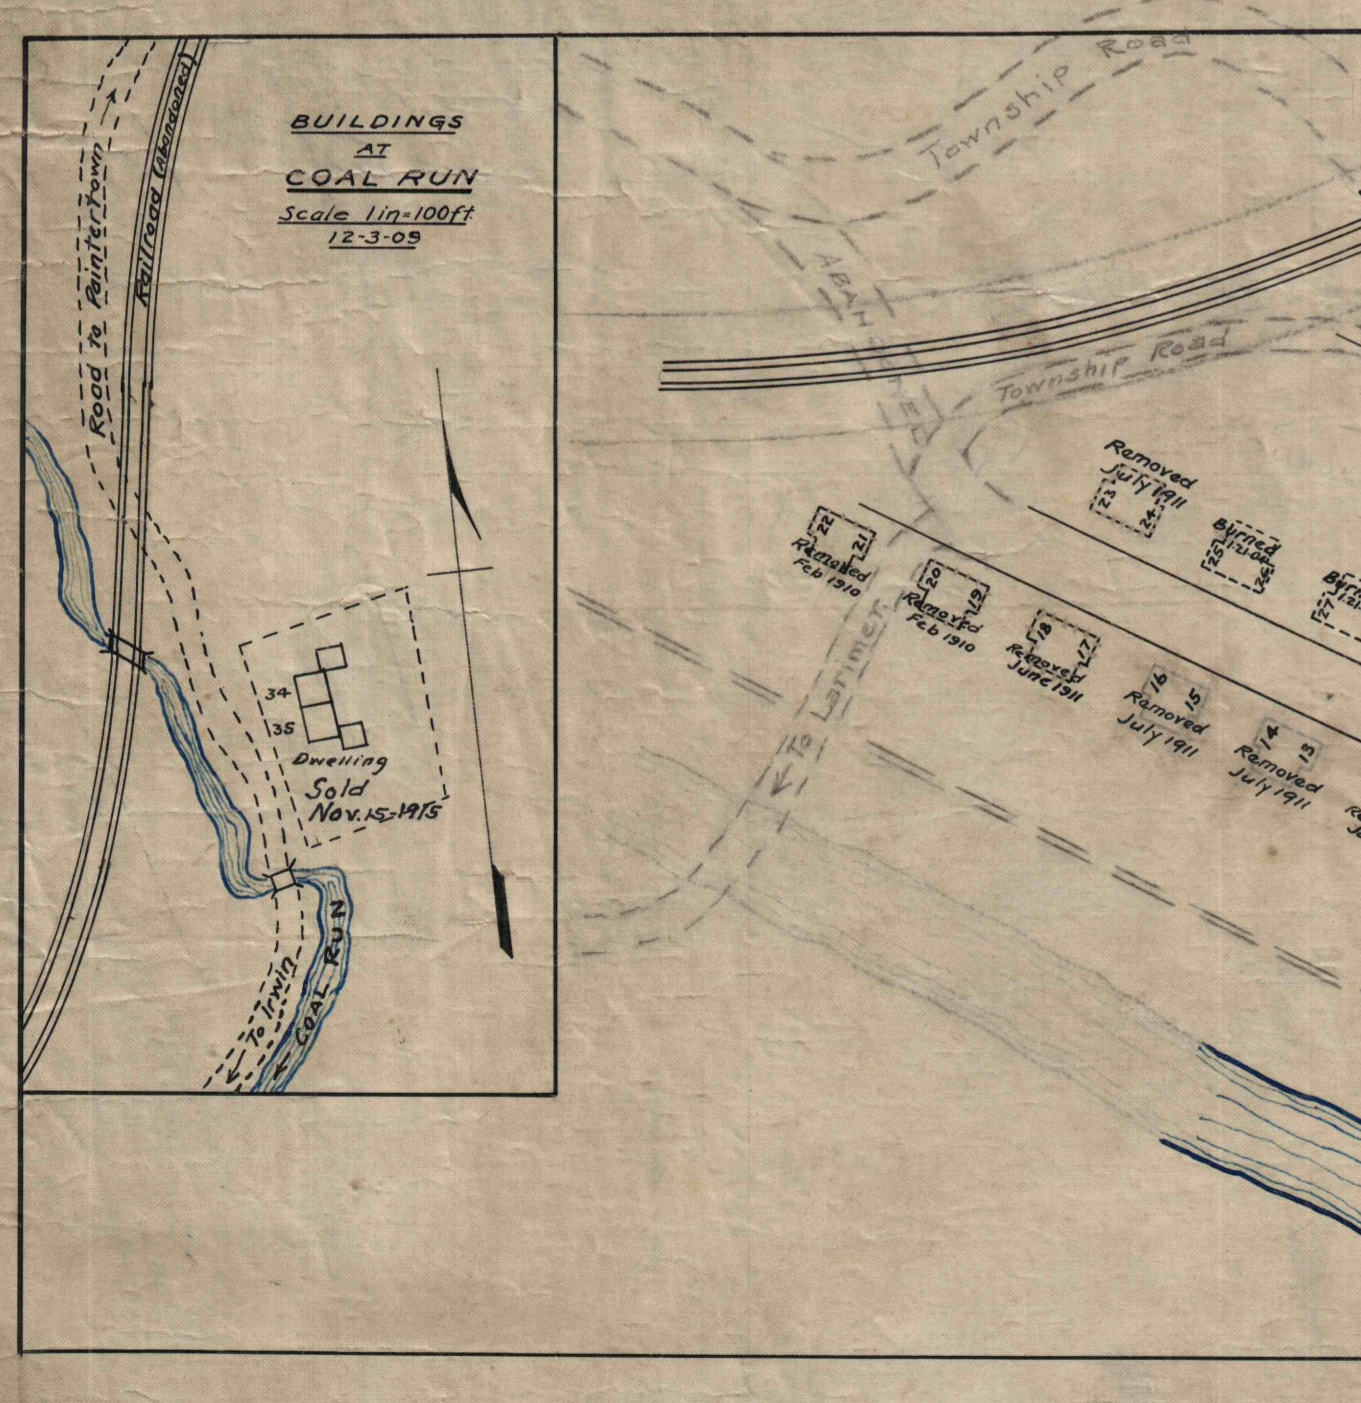 BUILDINGS
AT
COAL RUN
Scale 1in=100ft.
12-3-09
Road to Paintertown
Railroad (Abandoned)
34
35
Dwelling
Sold
Nov. 15-1915
To Irwin
COAL RUN
Township Road
ABANDONED
Township Road
To Larimer
22
21
Removed
Feb 1910
20
19
Removed
Feb 1910
18
17
Removed
June 1911
16
15
Removed
July 1911
14
13
Removed
July 1911
Removed
July 1911
23
24
Burned
25
26
27